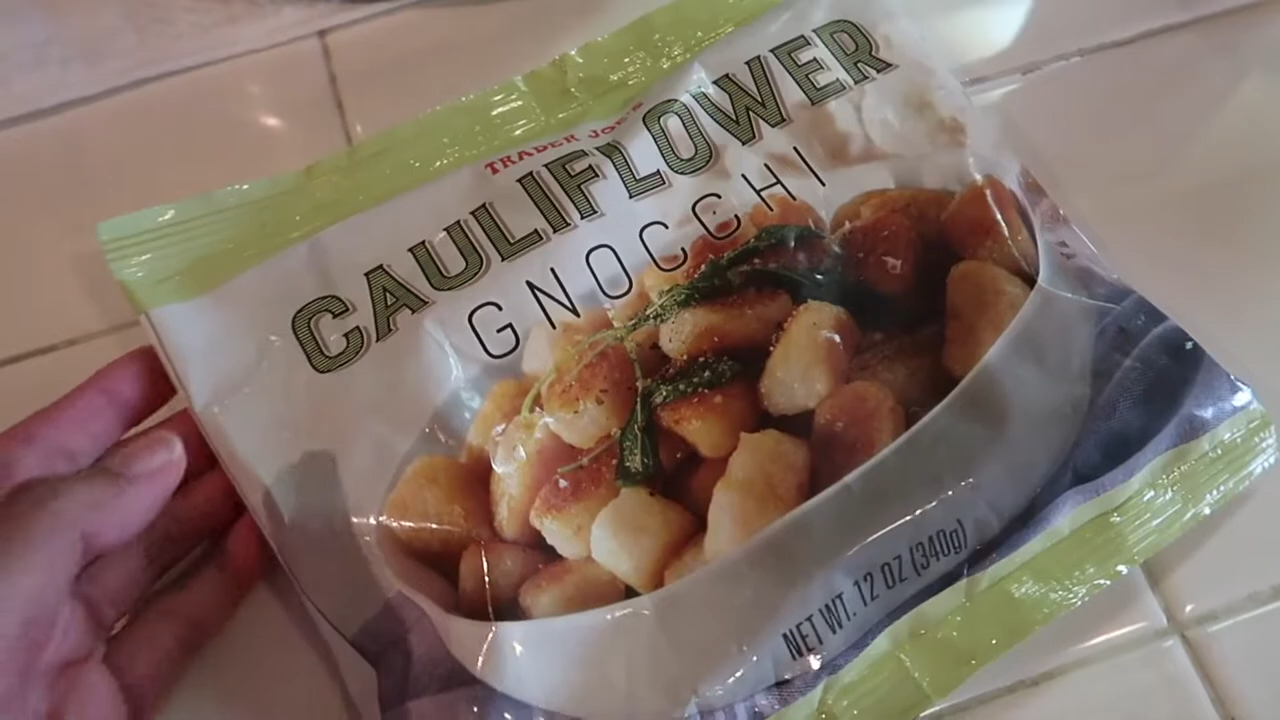 TRADER JOE'S
CAULIFLOWER
GNOCCHI
NET WT. 12 OZ (340g)